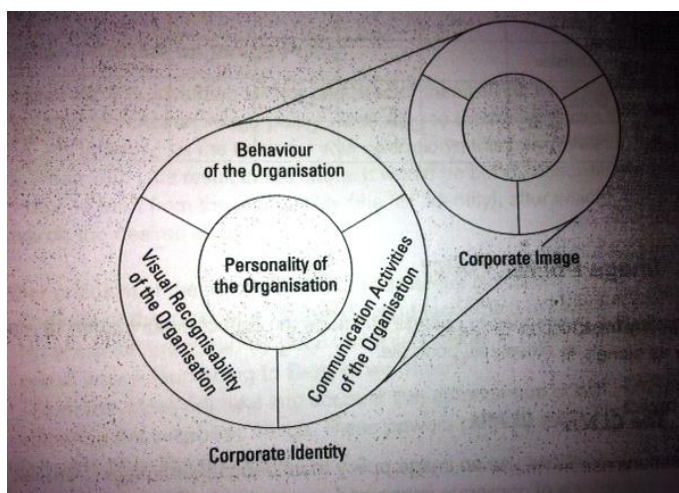 Behaviour
of the Organisation
Personality of
the Organisation
Visual Recognisability
of the Organisation
Communication Activities
of the Organisation
Corporate Image
Corporate Identity